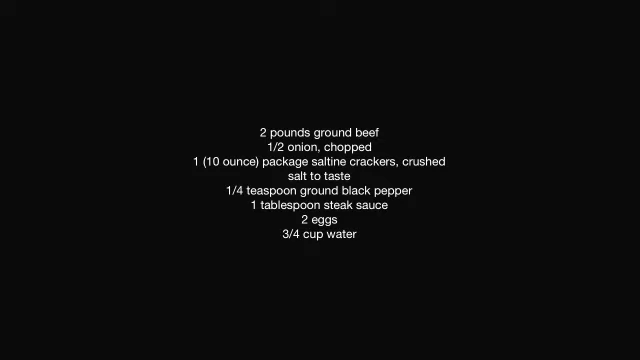 2 pounds ground beef
1/2 onion, chopped
1 (10 ounce) package saltine crackers, crushed
salt to taste
1/4 teaspoon ground black pepper
1 tablespoon steak sauce
2 eggs
3/4 cup water